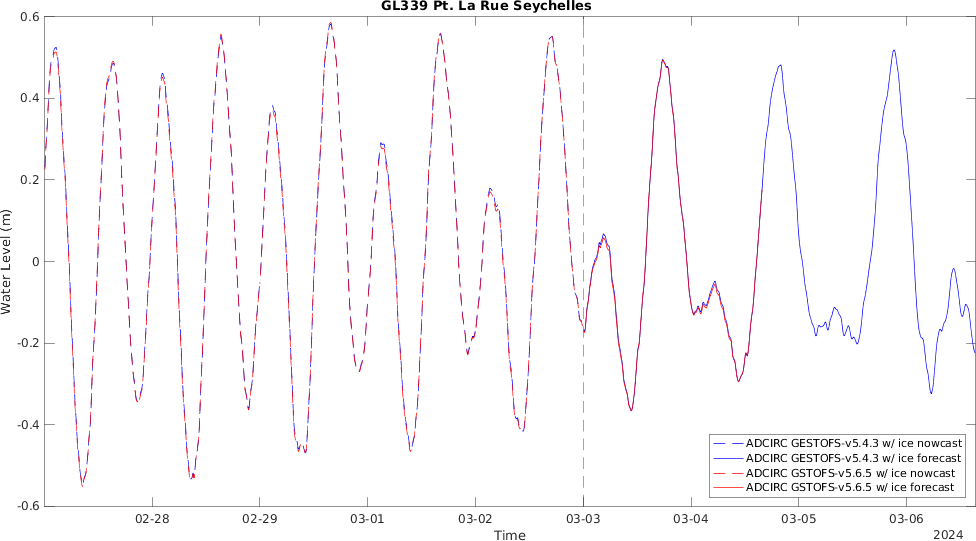 GL339 Pt. La Rue Seychelles
0.6
0.4
0.2
0
-0.2
-0.4
-0.6
Water Level (m)
ADCIRC GESTOFS-v5.4.3 w/ ice nowcast
ADCIRC GESTOFS-v5.4.3 w/ ice forecast
ADCIRC GSTOFS-v5.6.5 w/ ice nowcast
ADCIRC GSTOFS-v5.6.5 w/ ice forecast
02-28 02-29 03-01 03-02 03-03 03-04 03-05 03-06
Time
2024